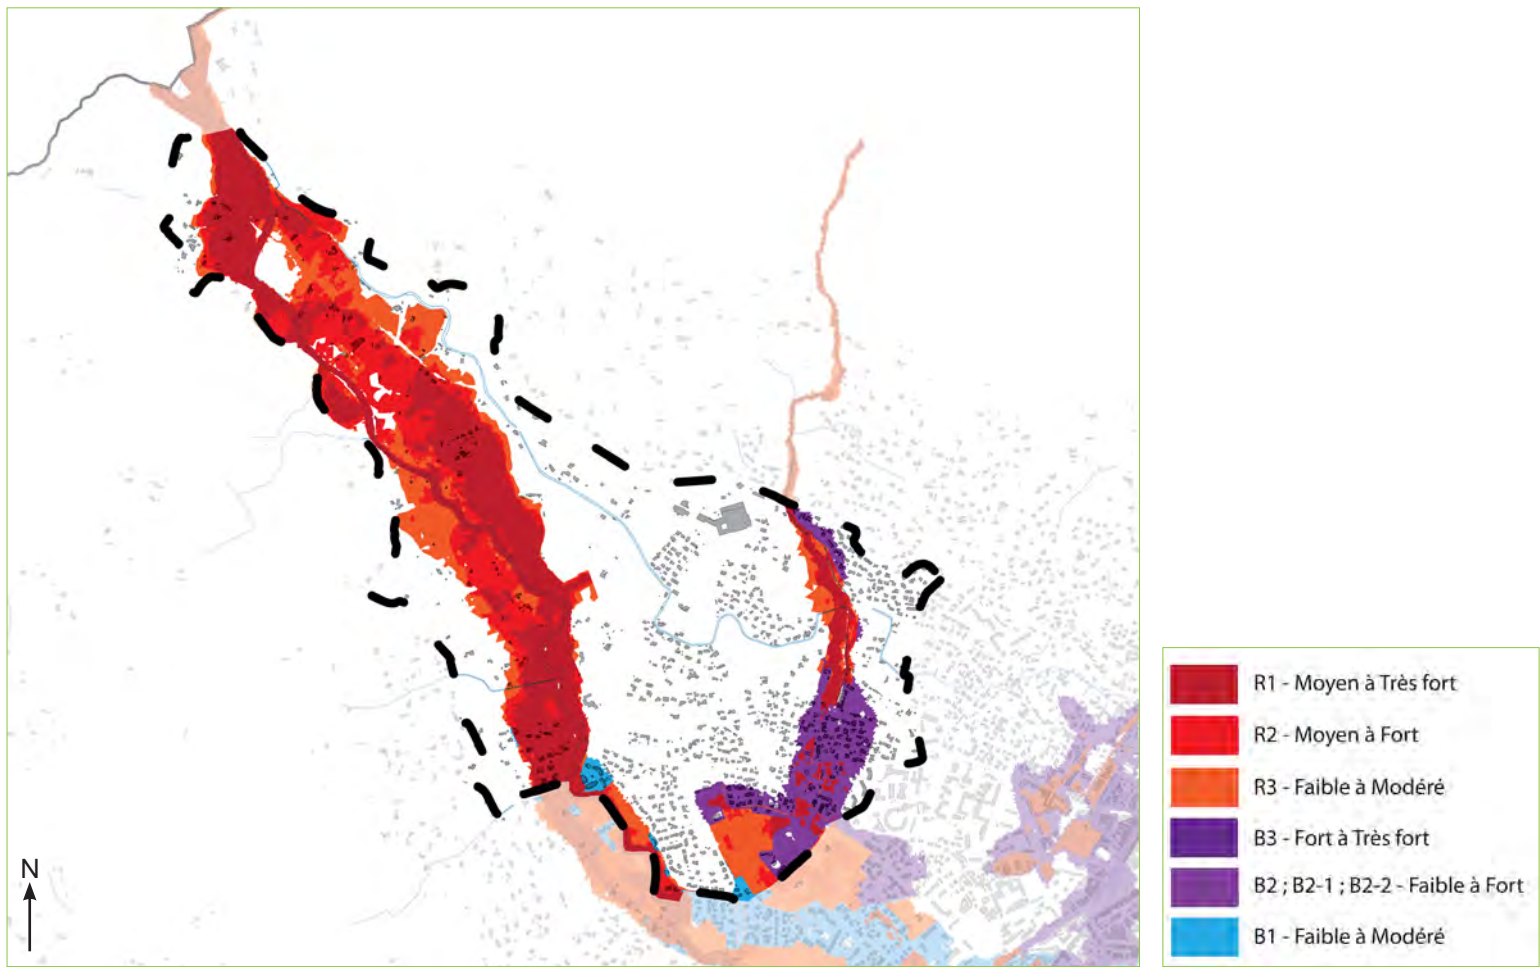 N
R1 - Moyen à Très fort
R2 - Moyen à Fort
R3 - Faible à Modéré
B3 - Fort à Très fort
B2 ; B2-1 ; B2-2 - Faible à Fort
B1 - Faible à Modéré